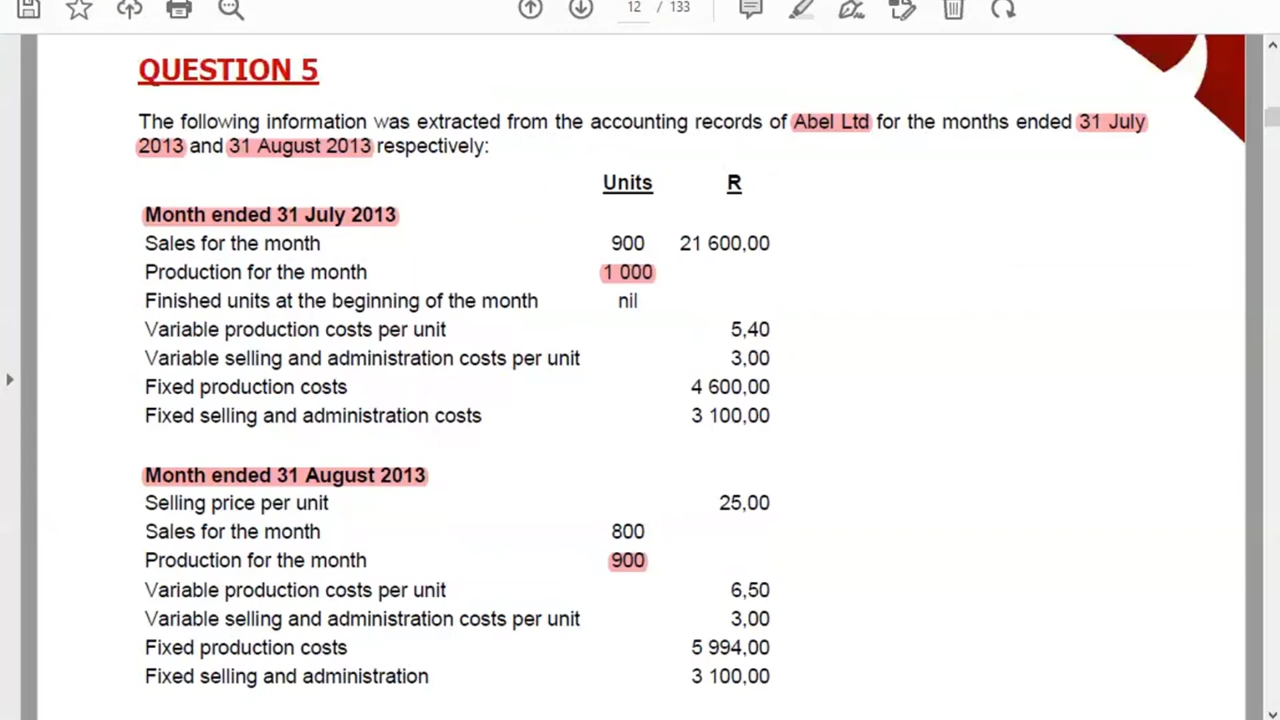 12 / 133
QUESTION 5
The following information was extracted from the accounting records of Abel Ltd for the months ended 31 July
2013 and 31 August 2013 respectively:
Units R
Month ended 31 July 2013
Sales for the month 900 21 600,00
Production for the month 1 000
Finished units at the beginning of the month nil
Variable production costs per unit 5,40
Variable selling and administration costs per unit 3,00
Fixed production costs 4 600,00
Fixed selling and administration costs 3 100,00
Month ended 31 August 2013
Selling price per unit 25,00
Sales for the month 800
Production for the month 900
Variable production costs per unit 6,50
Variable selling and administration costs per unit 3,00
Fixed production costs 5 994,00
Fixed selling and administration 3 100,00